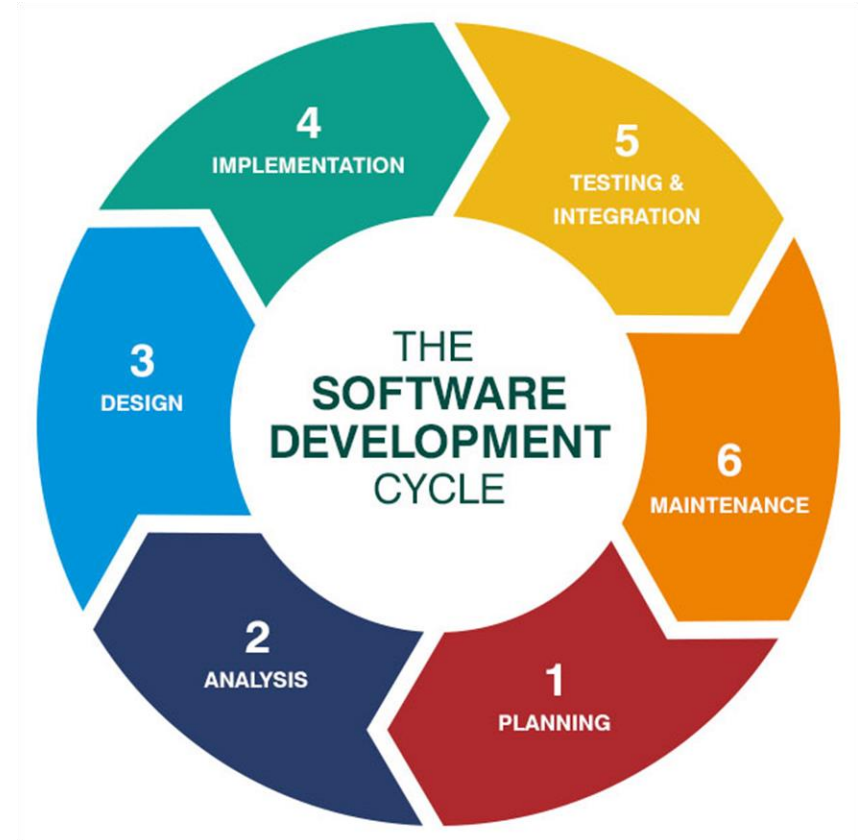 THE
SOFTWARE
DEVELOPMENT
CYCLE
1
PLANNING
2
ANALYSIS
3
DESIGN
4
IMPLEMENTATION
5
TESTING &
INTEGRATION
6
MAINTENANCE